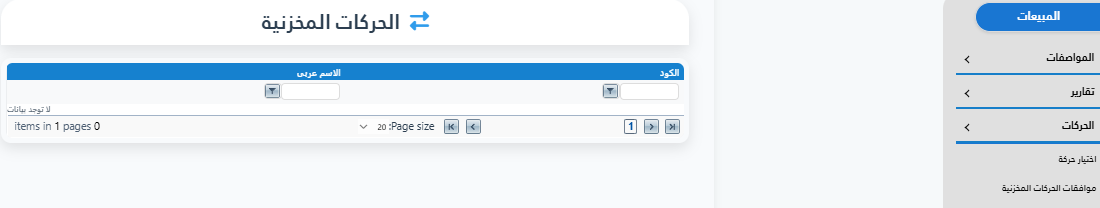 المبيعات
المواصفات
تقارير
الحركات
اختيار حركة
موافقات الحركات المخزنية
الحركات المخزنية
الكود الاسم عربى
لا توجد بيانات
1 20 :Page size items in 1 pages 0